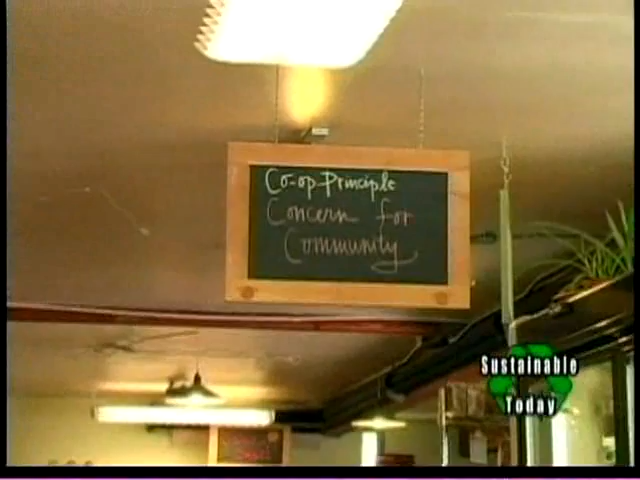 Co-op Principle
Concern for
Community
Sustainable
Today